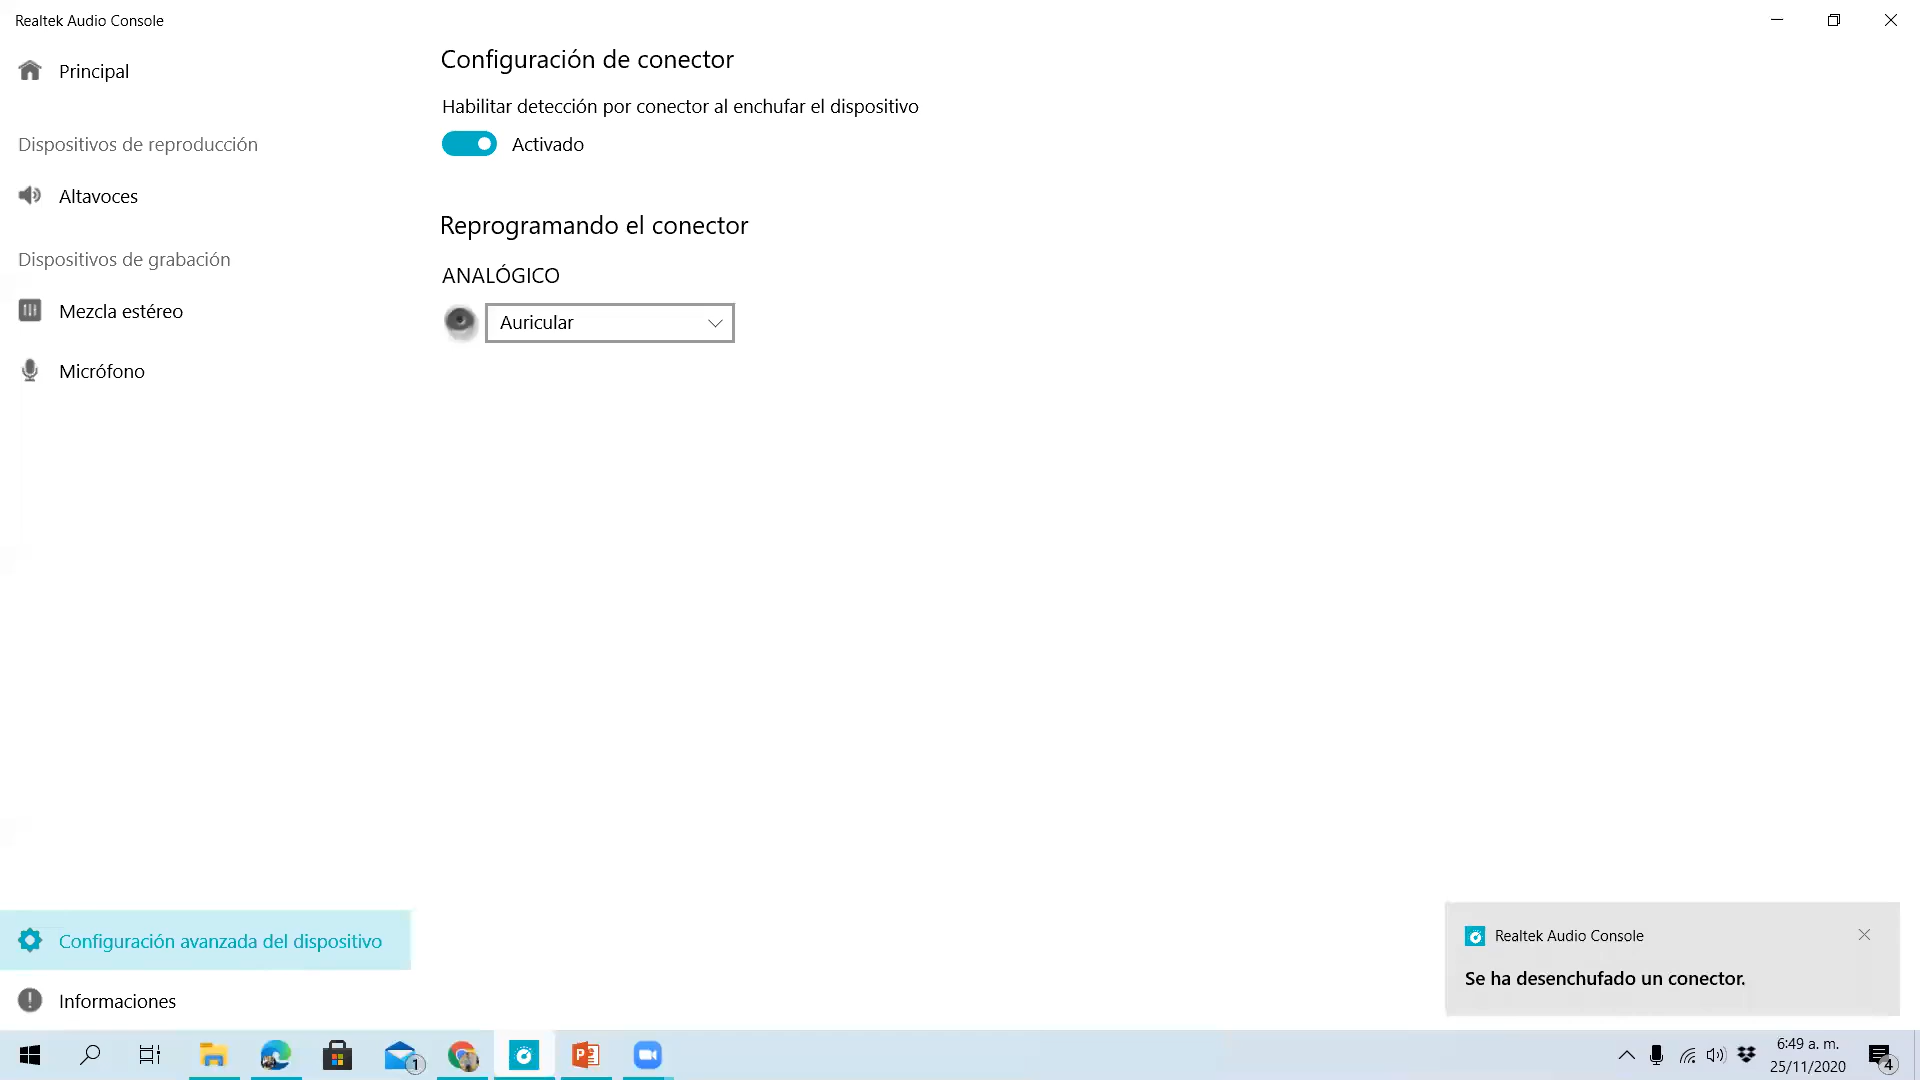 Realtek Audio Console
Principal
Dispositivos de reproducción
Altavoces
Dispositivos de grabación
Mezcla estéreo
Micrófono
Configuración avanzada del dispositivo
Informaciones
Configuración de conector
Habilitar detección por conector al enchufar el dispositivo
Activado
Reprogramando el conector
ANALÓGICO
Auricular
Realtek Audio Console
Se ha desenchufado un conector.
1
6:49 a. m.
25/11/2020
4